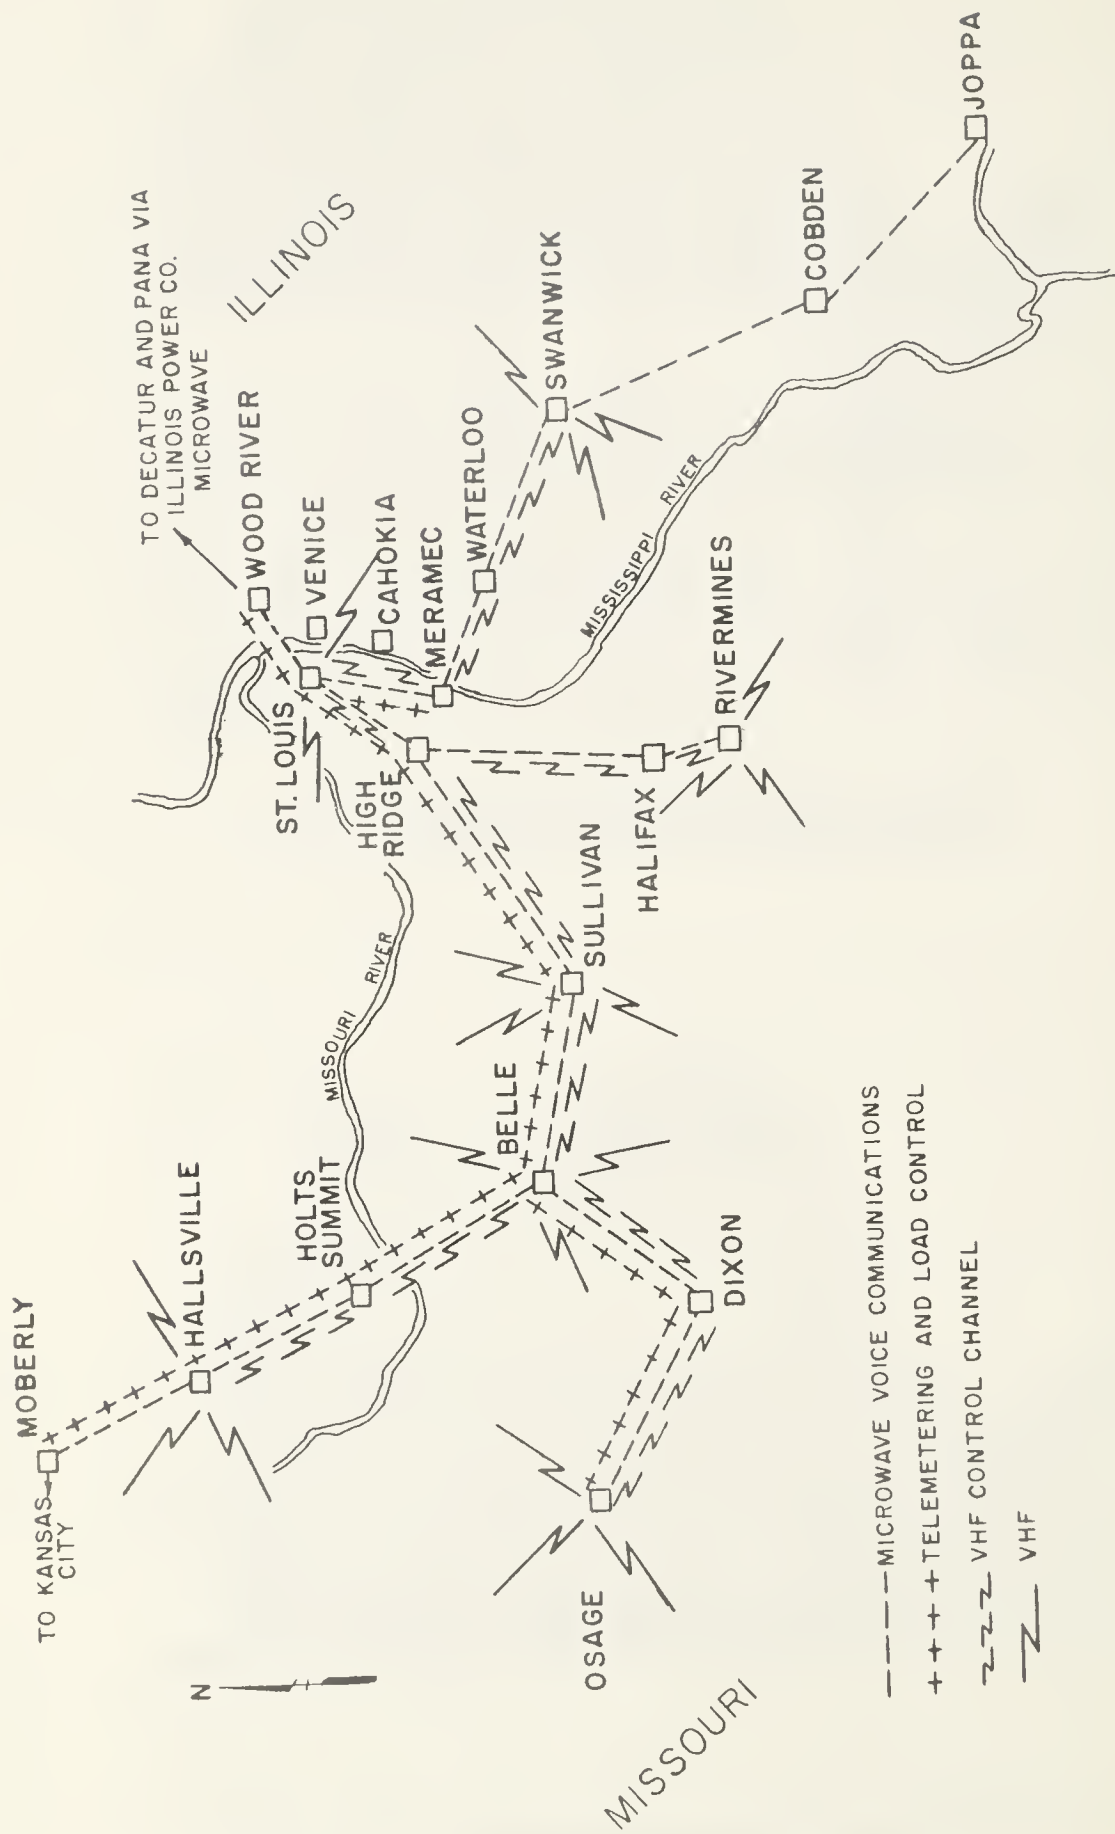 TO KANSAS
CITY
MOBERLY
HALLSVILLE
HOLTS
SUMMIT
MISSOURI RIVER
BELLE
DIXON
OSAGE
SULLIVAN
ST. LOUIS
HIGH
RIDGE
HALIFAX
RIVERMINES
TO DECATUR AND PANA VIA
ILLINOIS POWER CO.
MICROWAVE
WOOD RIVER
VENICE
CAHOKIA
MERAMEC
WATERLOO
SWANWICK
COBDEN
JOPPA
MISSISSIPPI RIVER
ILLINOIS
MISSOURI
N
MICROWAVE VOICE COMMUNICATIONS
TELEMETERING AND LOAD CONTROL
VHF CONTROL CHANNEL
VHF